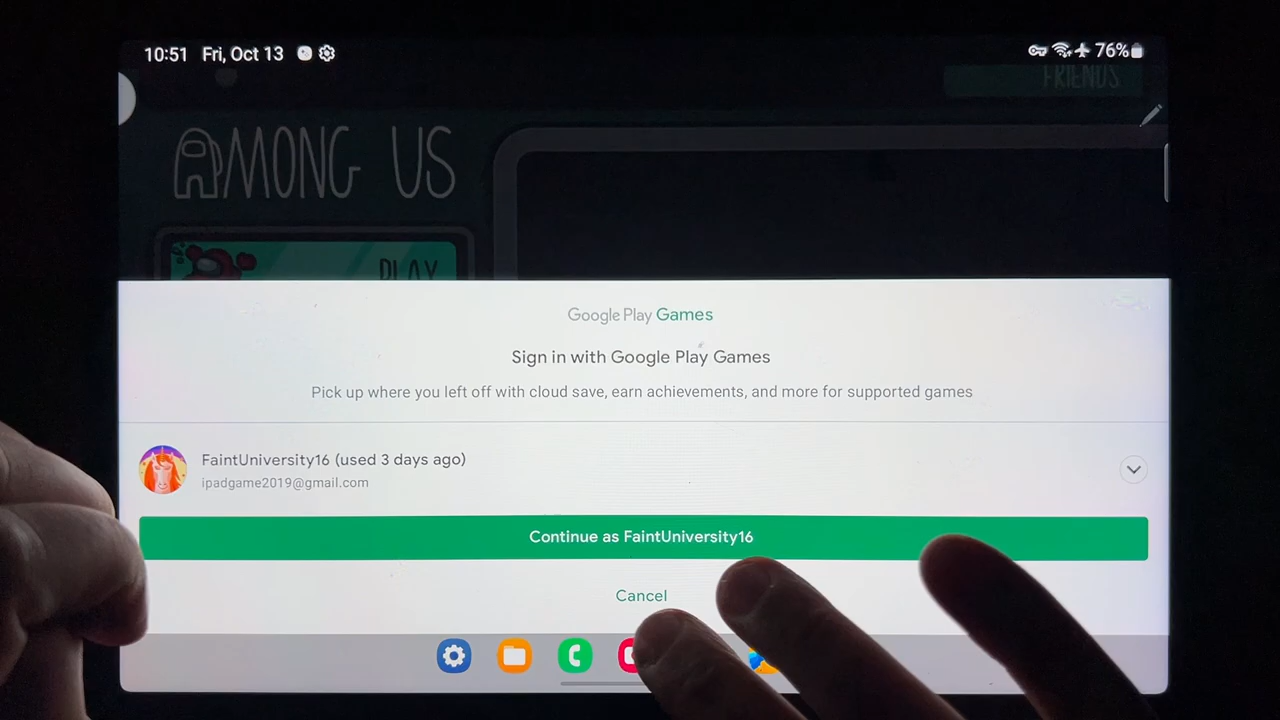 10:51 Fri, Oct 13 76%
FRIENDS
AMONG US
PLAY
Google Play Games
Sign in with Google Play Games
Pick up where you left off with cloud save, earn achievements, and more for supported games
FaintUniversity16 (used 3 days ago)
ipadgame2019@gmail.com
Continue as FaintUniversity16
Cancel